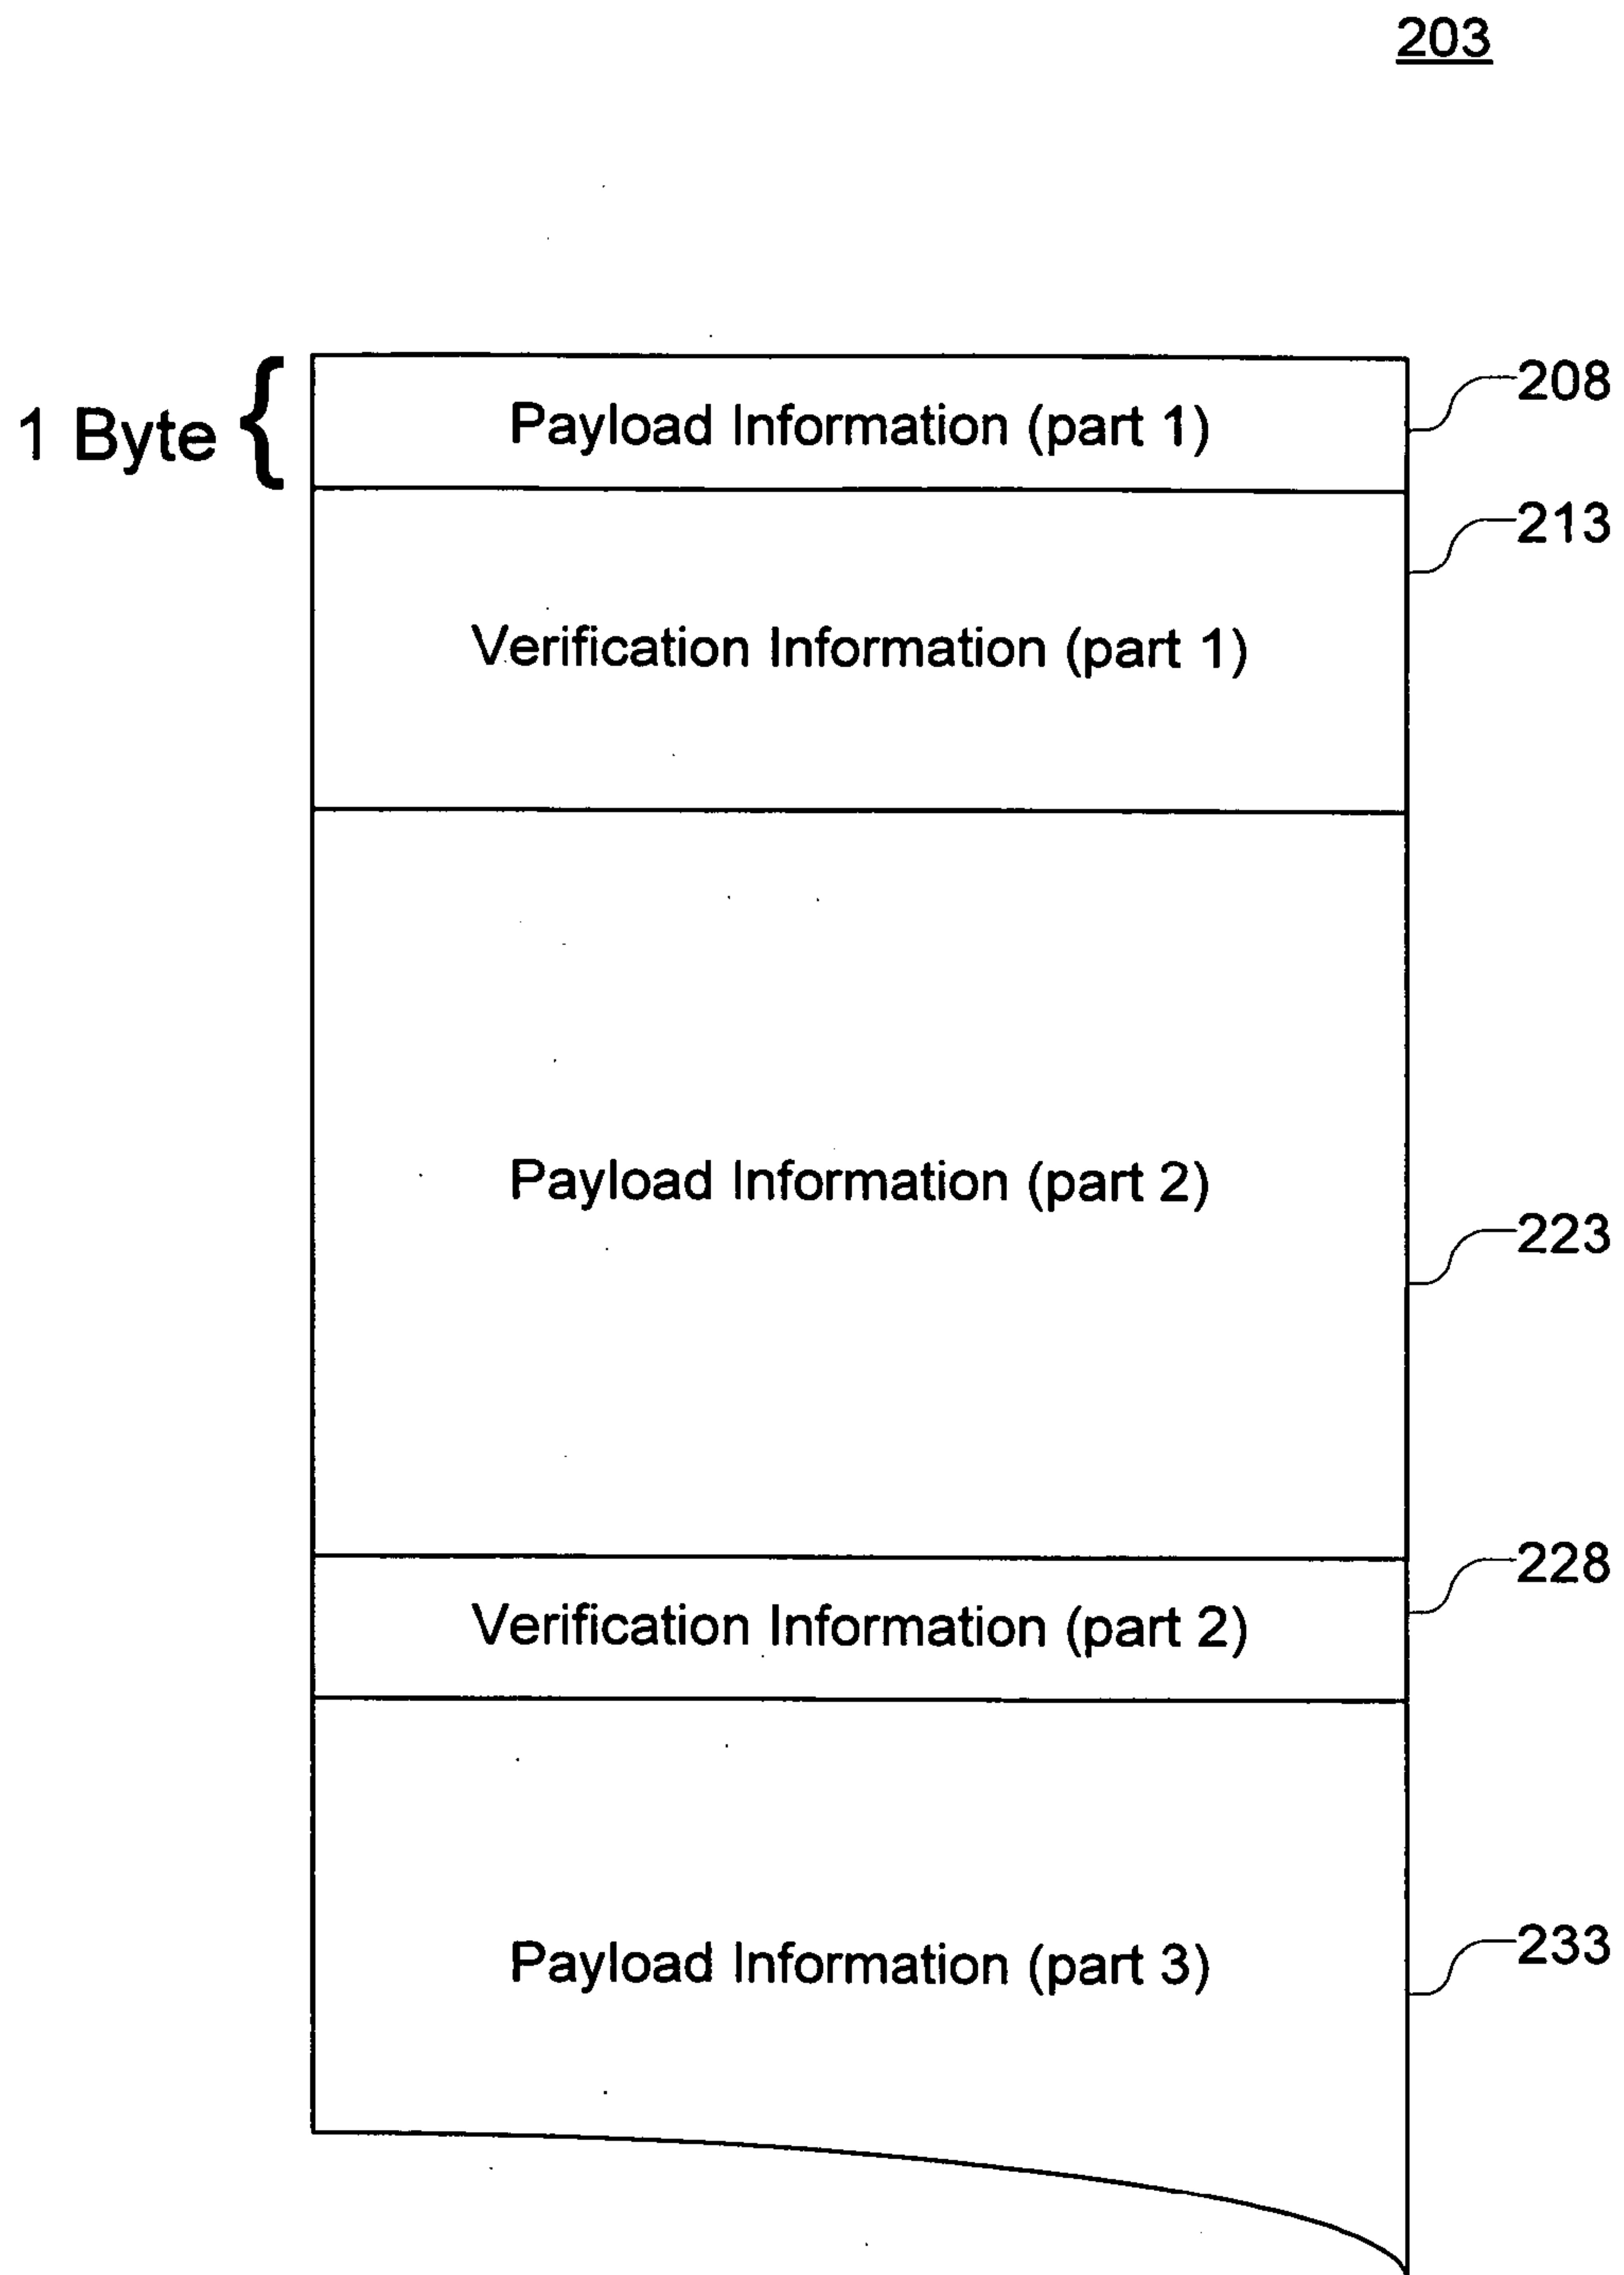 203
208
1 Byte {
Payload Information (part 1)
213
Verification Information (part 1)
Payload Information (part 2)
223
228
Verification Information (part 2)
233
Payload Information (part 3)